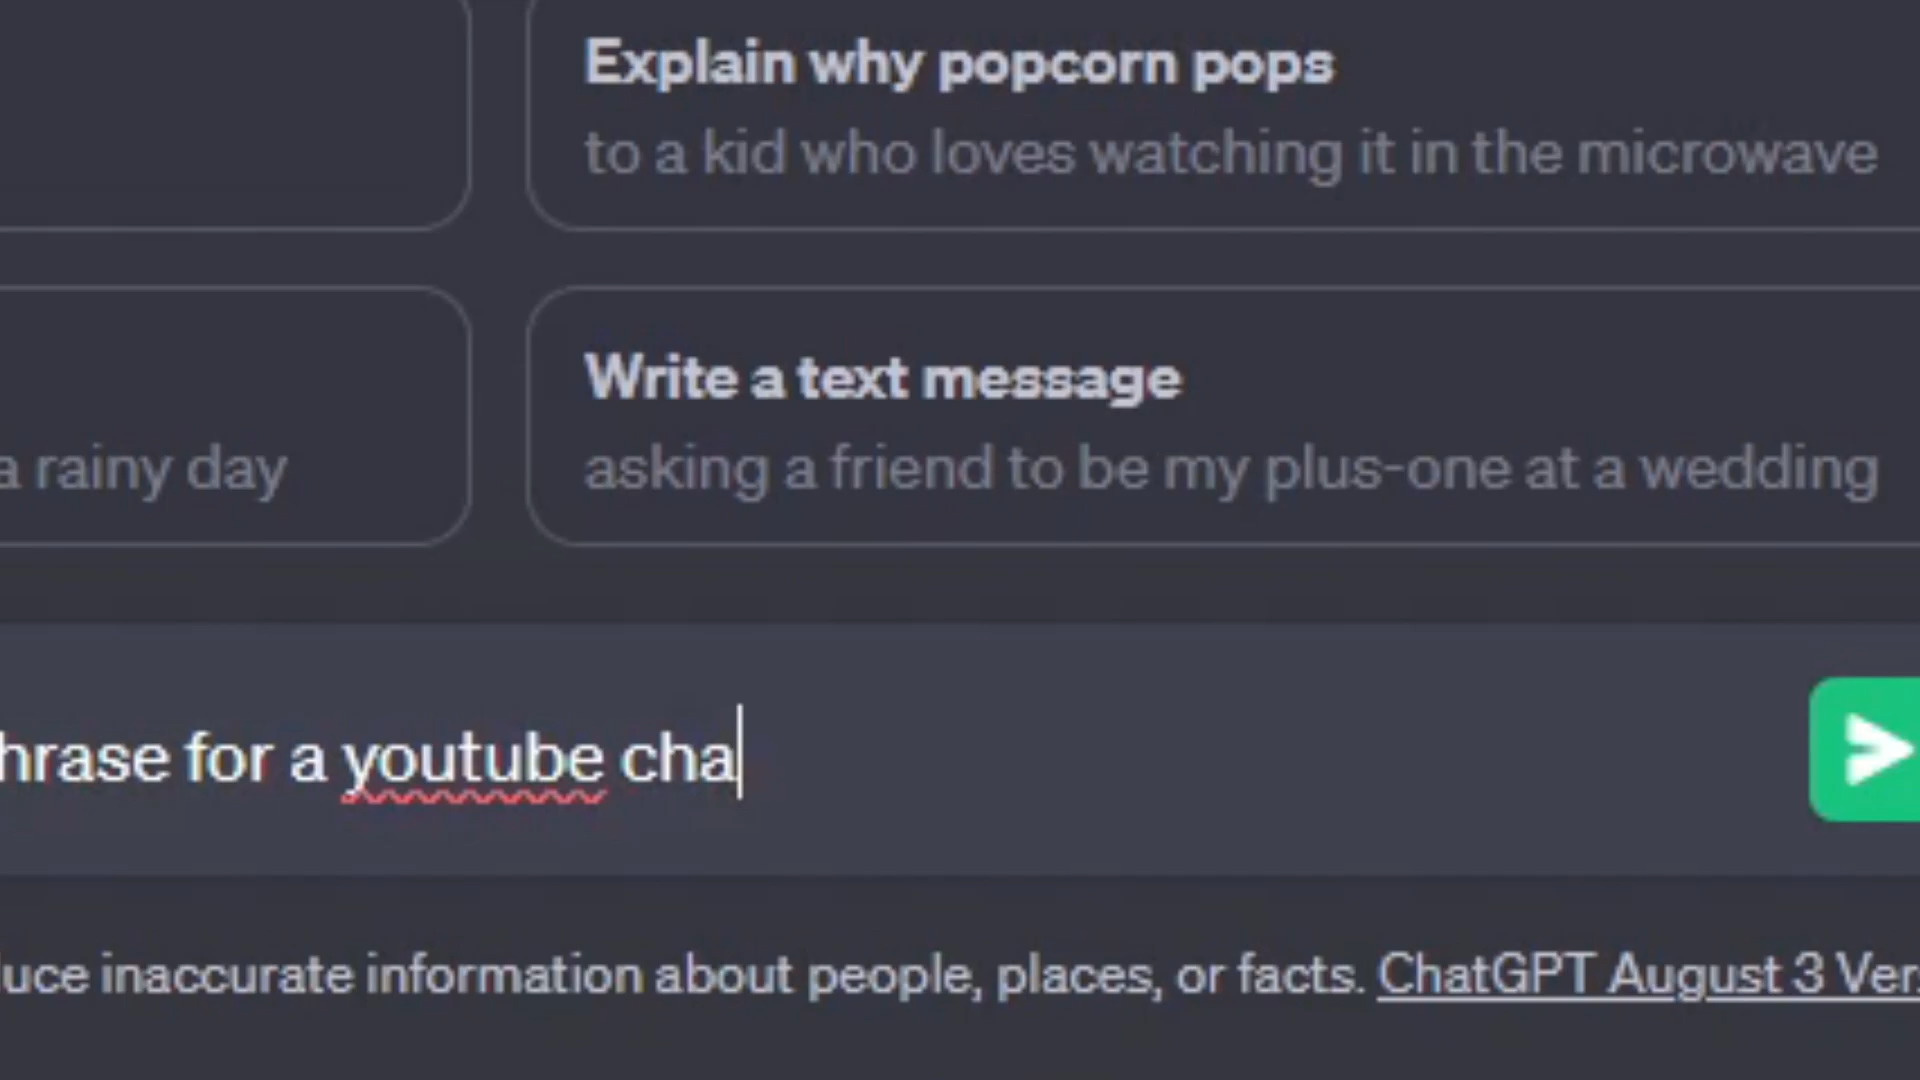 Explain why popcorn pops
to a kid who loves watching it in the microwave
a rainy day
Write a text message
asking a friend to be my plus-one at a wedding
hrase for a youtube cha
luce inaccurate information about people, places, or facts. ChatGPT August 3 Ver